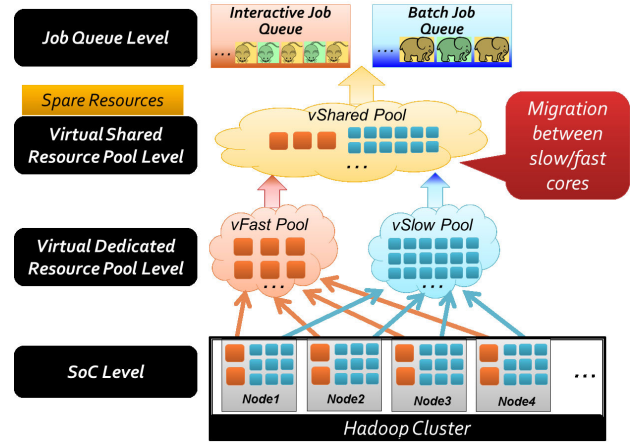 Job Queue Level
Interactive Job
Queue
...
Batch Job
Queue
...
Spare Resources
Virtual Shared
Resource Pool Level
vShared Pool
...
Migration
between
slow/fast
cores
Virtual Dedicated
Resource Pool Level
vFast Pool
...
vSlow Pool
...
SoC Level
Node1
Node2
Node3
Node4
...
Hadoop Cluster